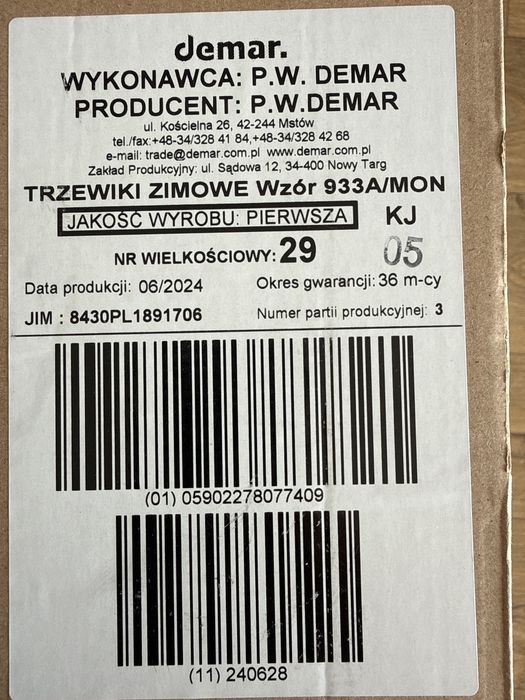 demar.
WYKONAWCA: P.W. DEMAR
PRODUCENT: P.W.DEMAR
ul. Kościelna 26, 42-244 Mstów
tel./fax:+48-34/328 41 84,+48-34/328 42 68
e-mail: trade@demar.com.pl www.demar.com.pl
Zakład Produkcyjny: ul. Sądowa 12, 34-400 Nowy Targ
TRZEWIKI ZIMOWE Wzór 933A/MON
JAKOŚĆ WYROBU: PIERWSZA KJ
NR WIELKOŚCIOWY: 29 05
Data produkcji: 06/2024 Okres gwarancji: 36 m-cy
JIM : 8430PL1891706 Numer partii produkcyjnej: 3
(01) 05902278077409
(11) 240628